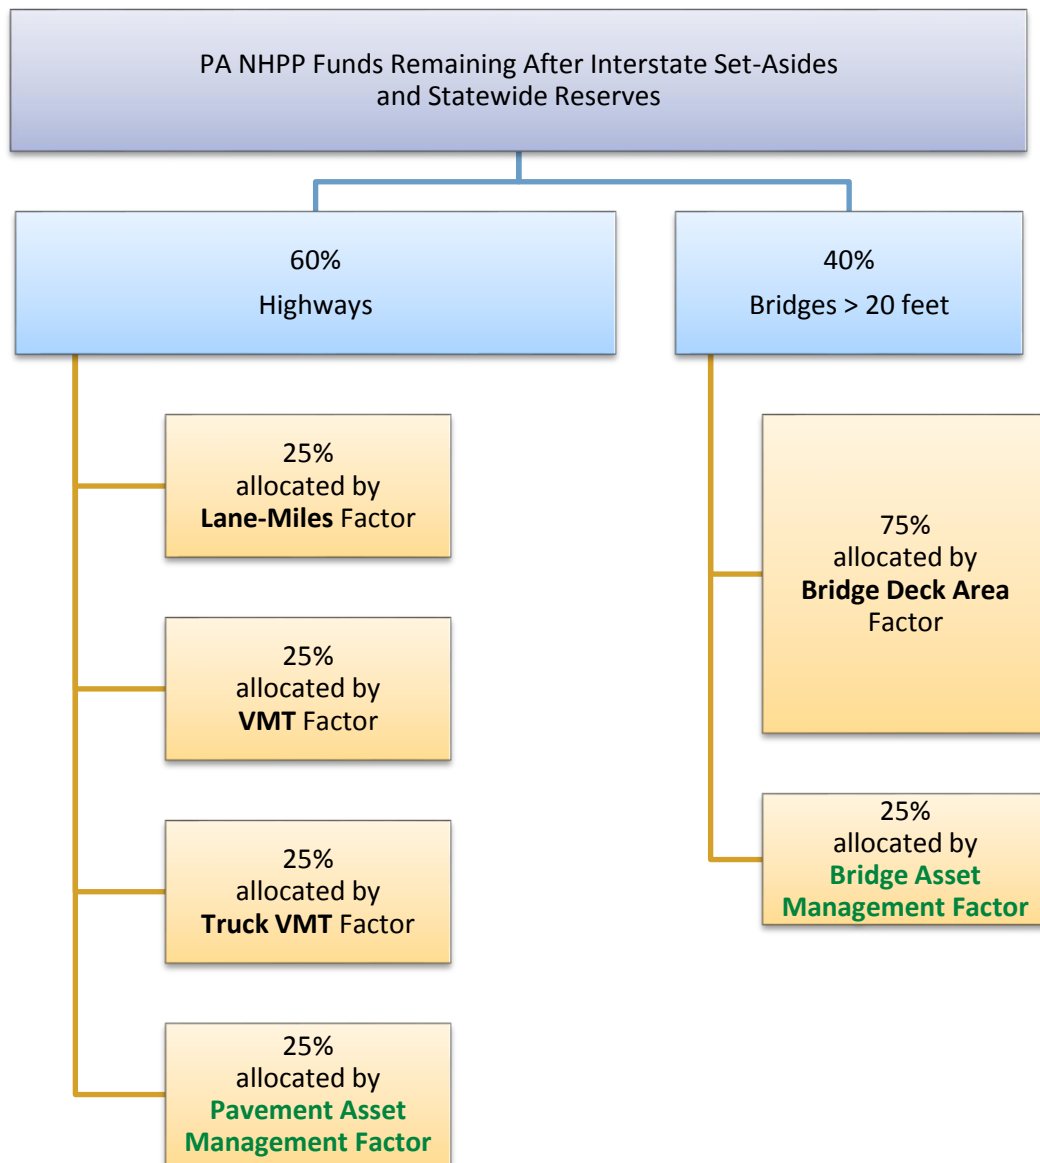 PA NHPP Funds Remaining After Interstate Set-Asides
and Statewide Reserves
60%
Highways
40%
Bridges > 20 feet
25%
allocated by
Lane-Miles Factor
25%
allocated by
VMT Factor
25%
allocated by
Truck VMT Factor
25%
allocated by
Pavement Asset
Management Factor
75%
allocated by
Bridge Deck Area
Factor
25%
allocated by
Bridge Asset
Management Factor